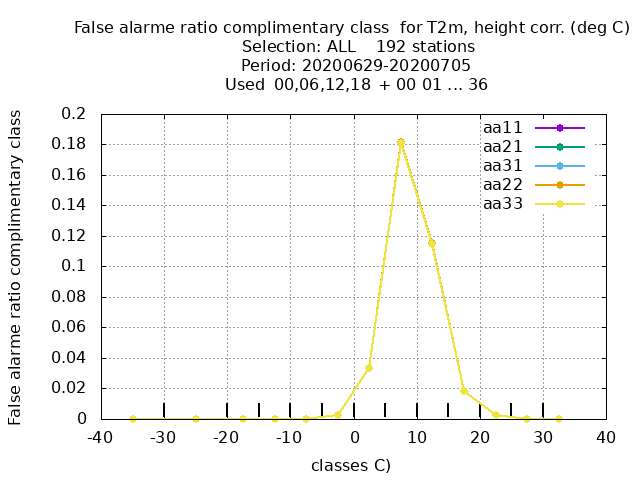 False alarme ratio complimentary class  for T2m, height corr. (deg C)
Selection: ALL    192 stations
Period: 20200629-20200705
Used  00,06,12,18  + 00 01 ... 36
False alarme ratio complimentary class
0.2
0.18
0.16
0.14
0.12
0.1
0.08
0.06
0.04
0.02
0
aa11
aa21
aa31
aa22
aa33
-40 -30 -20 -10 0 10 20 30 40
classes C)